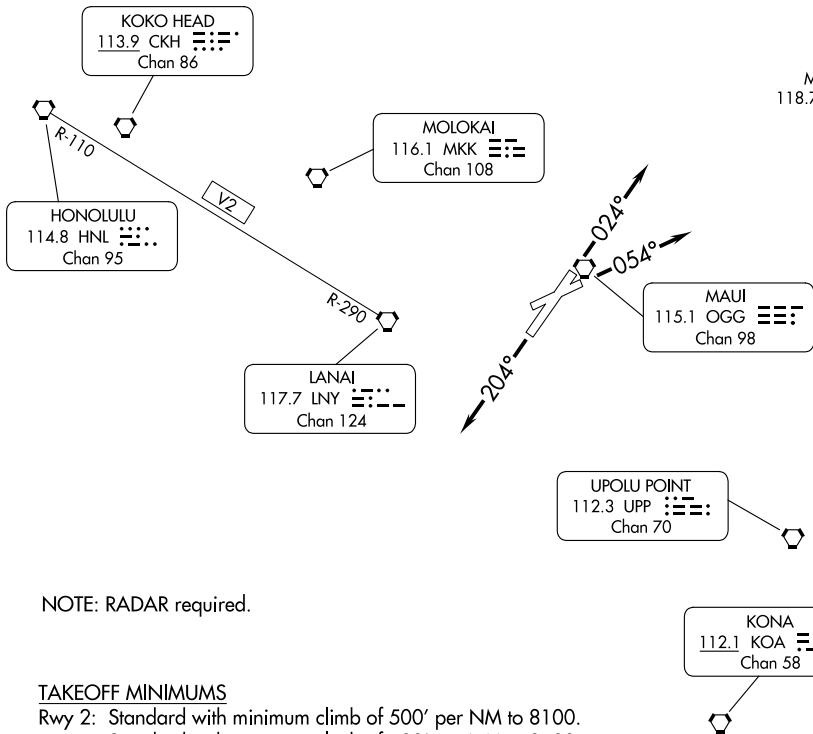 KOKO HEAD
113.9 CKH
Chan 86
M
118.7
R-110
V2
MOLOKAI
116.1 MKK
Chan 108
HONOLULU
114.8 HNL
Chan 95
024°
054°
R-290
MAUI
115.1 OGG
Chan 98
204°
LANAI
117.7 LNY
Chan 124
UPOLU POINT
112.3 UPP
Chan 70
NOTE: RADAR required.
KONA
112.1 KOA
Chan 58
TAKEOFF MINIMUMS
Rwy 2: Standard with minimum climb of 500' per NM to 8100.